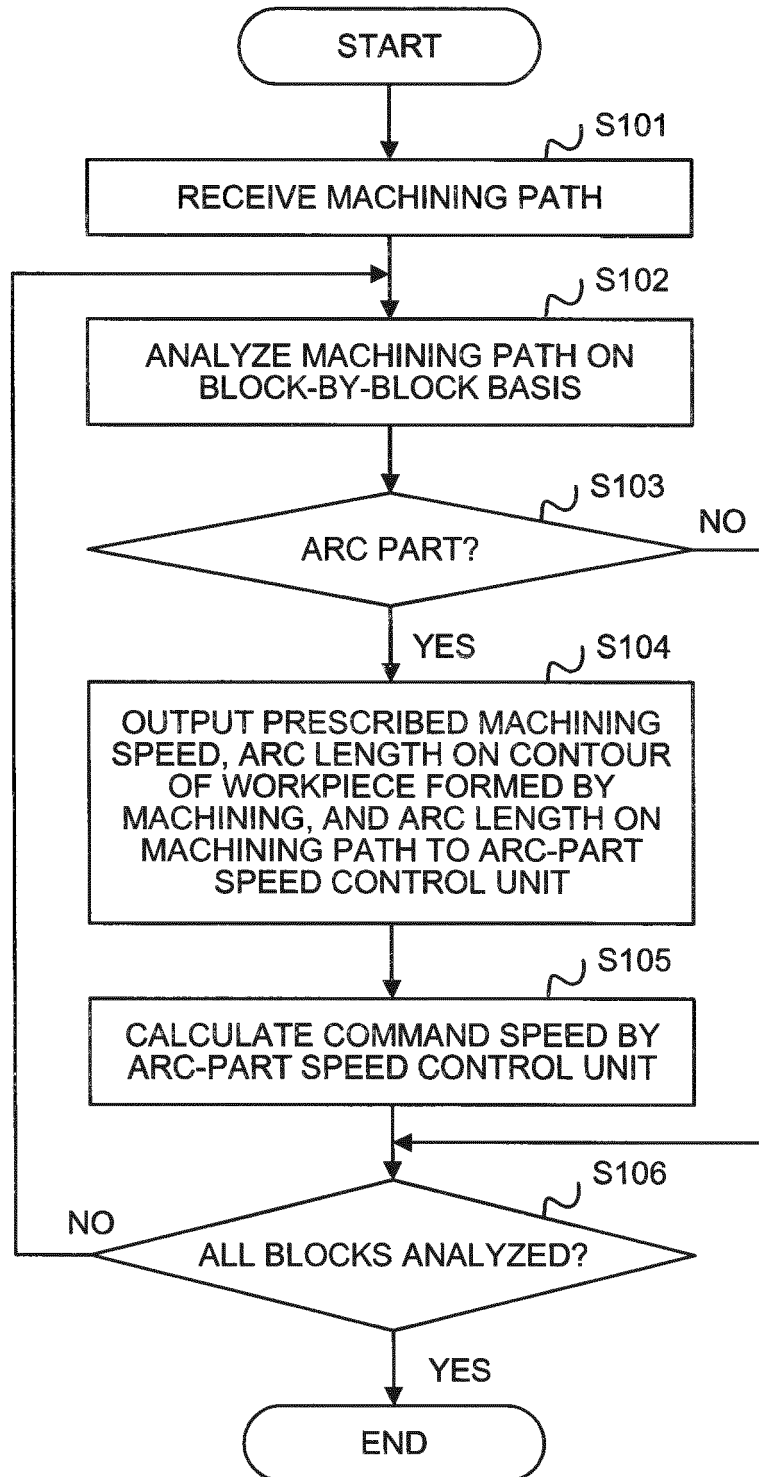 START
S101
RECEIVE MACHINING PATH
S102
ANALYZE MACHINING PATH ON
BLOCK-BY-BLOCK BASIS
S103
ARC PART?
NO
YES
S104
OUTPUT PRESCRIBED MACHINING
SPEED, ARC LENGTH ON CONTOUR
OF WORKPIECE FORMED BY
MACHINING, AND ARC LENGTH ON
MACHINING PATH TO ARC-PART
SPEED CONTROL UNIT
S105
CALCULATE COMMAND SPEED BY
ARC-PART SPEED CONTROL UNIT
S106
NO
ALL BLOCKS ANALYZED?
YES
END